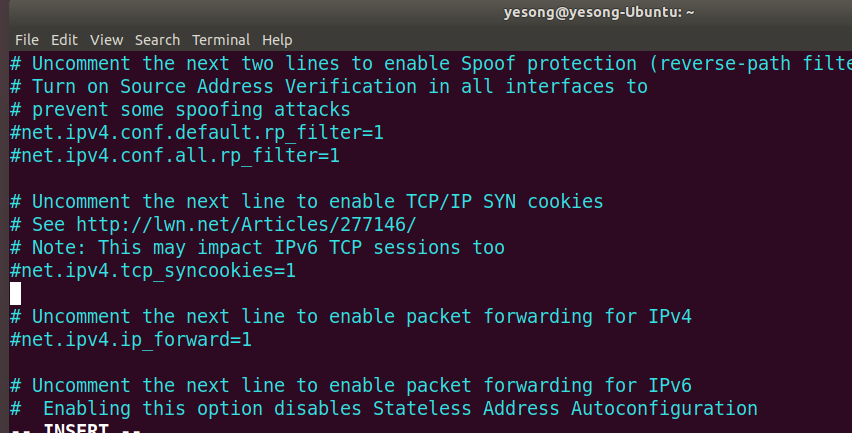 yesong@yesong-Ubuntu: ~
File Edit View Search Terminal Help
# Uncomment the next two lines to enable Spoof protection (reverse-path filte
# Turn on Source Address Verification in all interfaces to
# prevent some spoofing attacks
#net.ipv4.conf.default.rp_filter=1
#net.ipv4.conf.all.rp_filter=1
# Uncomment the next line to enable TCP/IP SYN cookies
# See http://lwn.net/Articles/277146/
# Note: This may impact IPv6 TCP sessions too
#net.ipv4.tcp_syncookies=1
# Uncomment the next line to enable packet forwarding for IPv4
#net.ipv4.ip_forward=1
# Uncomment the next line to enable packet forwarding for IPv6
#  Enabling this option disables Stateless Address Autoconfiguration
-- INSERT --